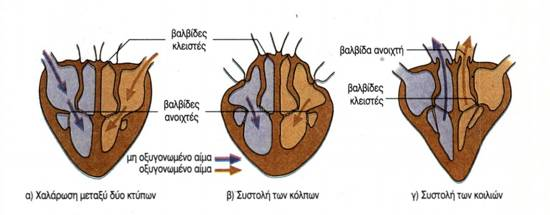 βαλβίδες
κλειστές
βαλβίδα ανοιχτή
βαλβίδες
κλειστές
βαλβίδες
ανοιχτές
μη οξυγονωμένο αίμα
οξυγονωμένο αίμα
α) Χαλάρωση μεταξύ δύο κτύπων
β) Συστολή των κόλπων
γ) Συστολή των κοιλιών